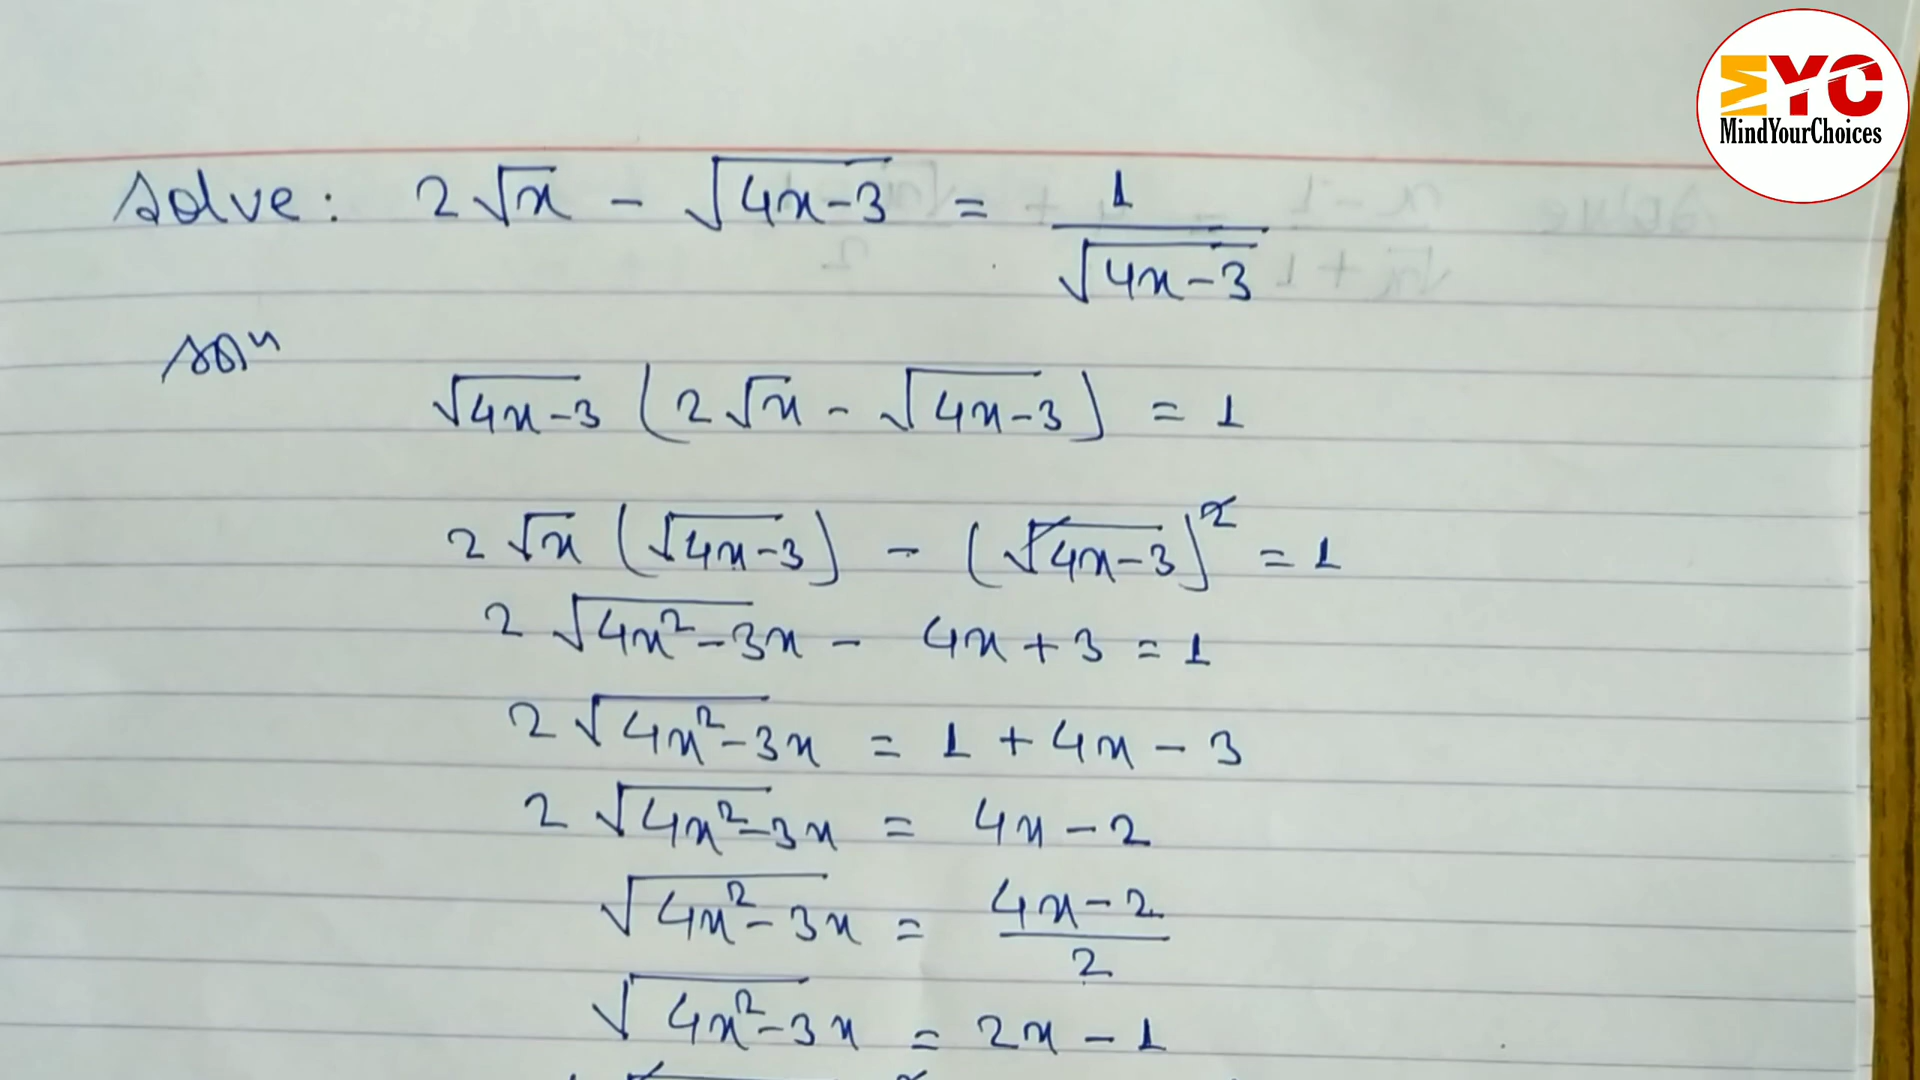 MYC
MindYourChoices
Solve: 2√x - √(4x-3) = 1/√(4x-3)
Solⁿ
√(4x-3) (2√x - √(4x-3)) = 1
2√x (√(4x-3)) - (√(4x-3))² = 1
2√(4x²-3x) - 4x + 3 = 1
2√(4x²-3x) = 1 + 4x - 3
2√(4x²-3x) = 4x - 2
√(4x²-3x) = (4x-2)/2
√(4x²-3x) = 2x - 1